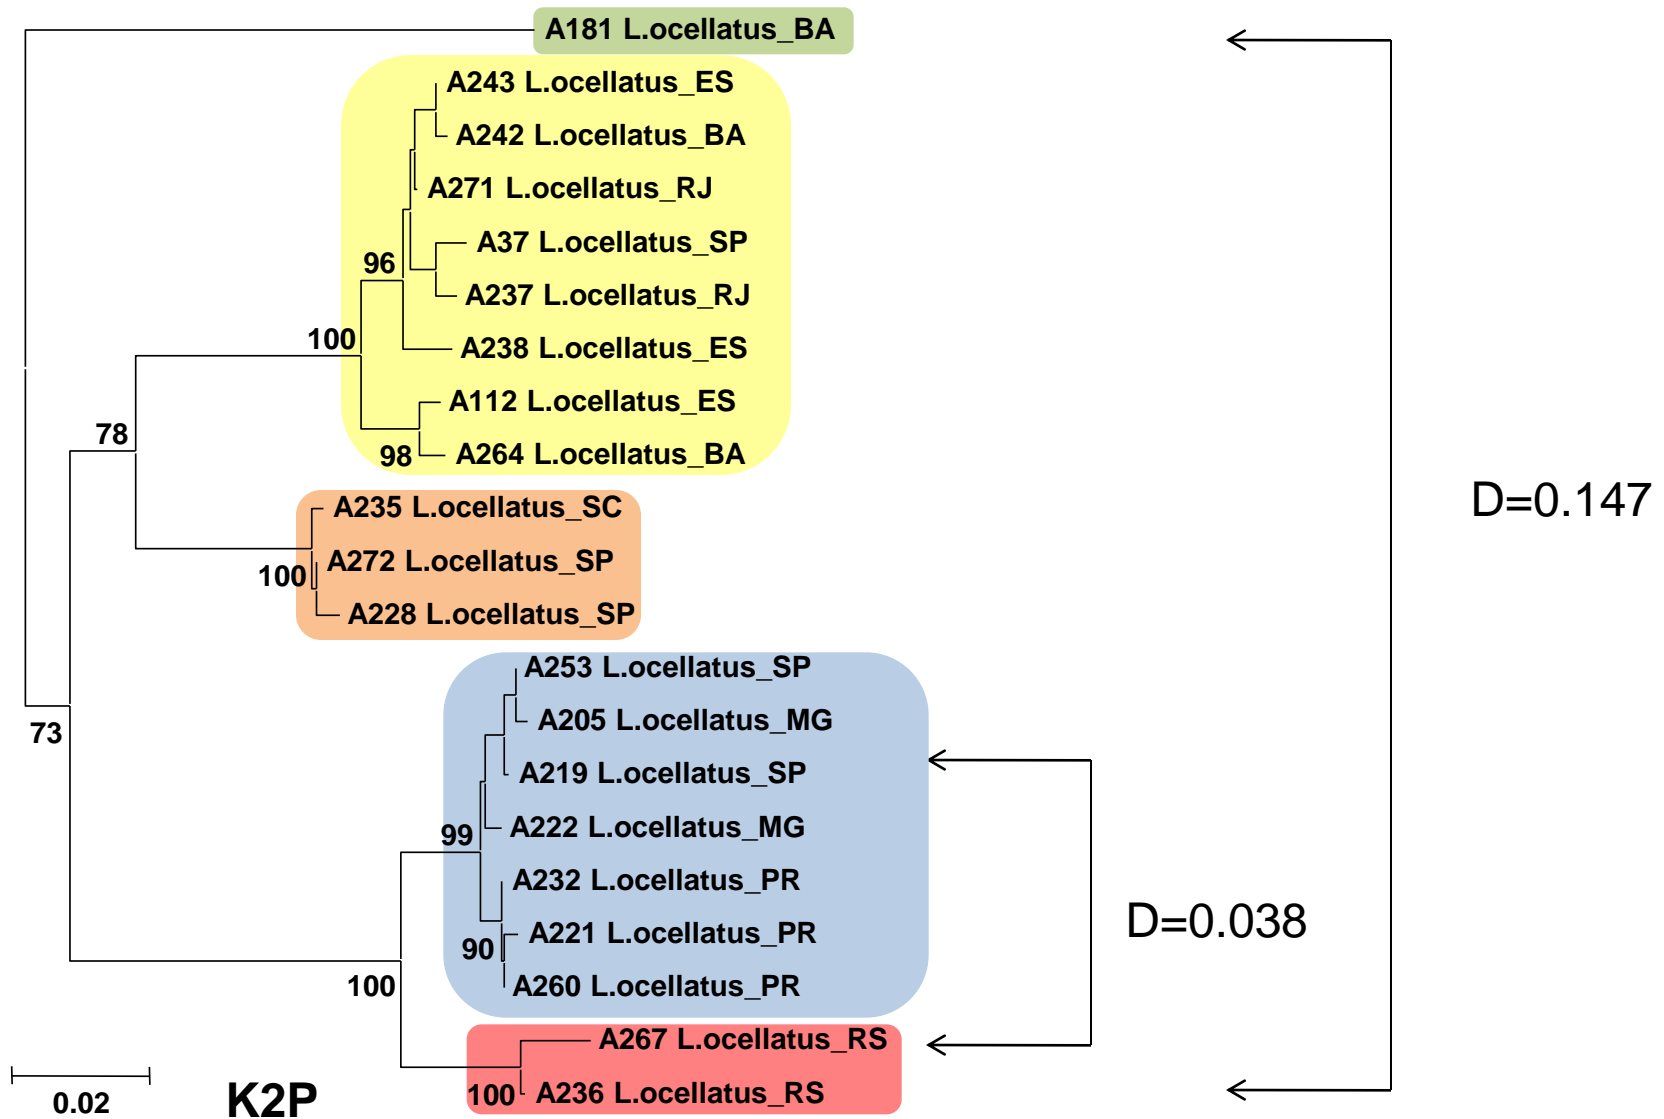 A181 L.ocellatus_BA
A243 L.ocellatus_ES
A242 L.ocellatus_BA
A271 L.ocellatus_RJ
A37 L.ocellatus_SP
96
A237 L.ocellatus_RJ
100
A238 L.ocellatus_ES
A112 L.ocellatus_ES
78
98
A264 L.ocellatus_BA
D=0.147
A235 L.ocellatus_SC
A272 L.ocellatus_SP
100
A228 L.ocellatus_SP
A253 L.ocellatus_SP
A205 L.ocellatus_MG
73
A219 L.ocellatus_SP
A222 L.ocellatus_MG
99
A232 L.ocellatus_PR
D=0.038
A221 L.ocellatus_PR
90
A260 L.ocellatus_PR
100
A267 L.ocellatus_RS
100
A236 L.ocellatus_RS
0.02
K2P